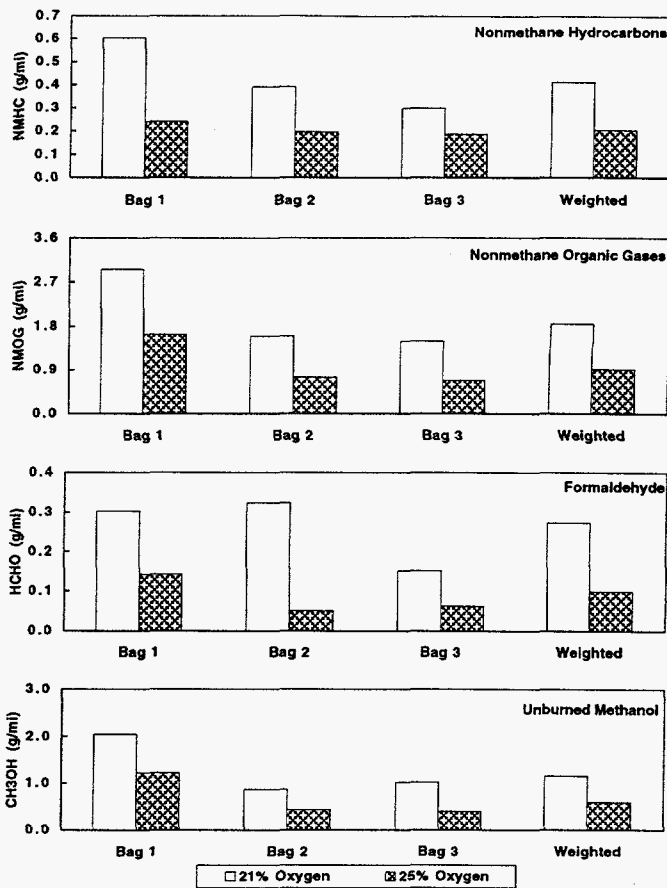 Nonmethane Hydrocarbons
NMHC (g/mi)
0.7
0.6
0.5
0.4
0.3
0.2
0.1
0.0
Bag 1 Bag 2 Bag 3 Weighted
Nonmethane Organic Gases
NMOG (g/mi)
3.6
2.7
1.8
0.9
0.0
Bag 1 Bag 2 Bag 3 Weighted
Formaldehyde
HCHO (g/mi)
0.4
0.3
0.2
0.1
0.0
Bag 1 Bag 2 Bag 3 Weighted
Unburned Methanol
CH3OH (g/mi)
3.0
2.0
1.0
0.0
Bag 1 Bag 2 Bag 3 Weighted
21% Oxygen 25% Oxygen